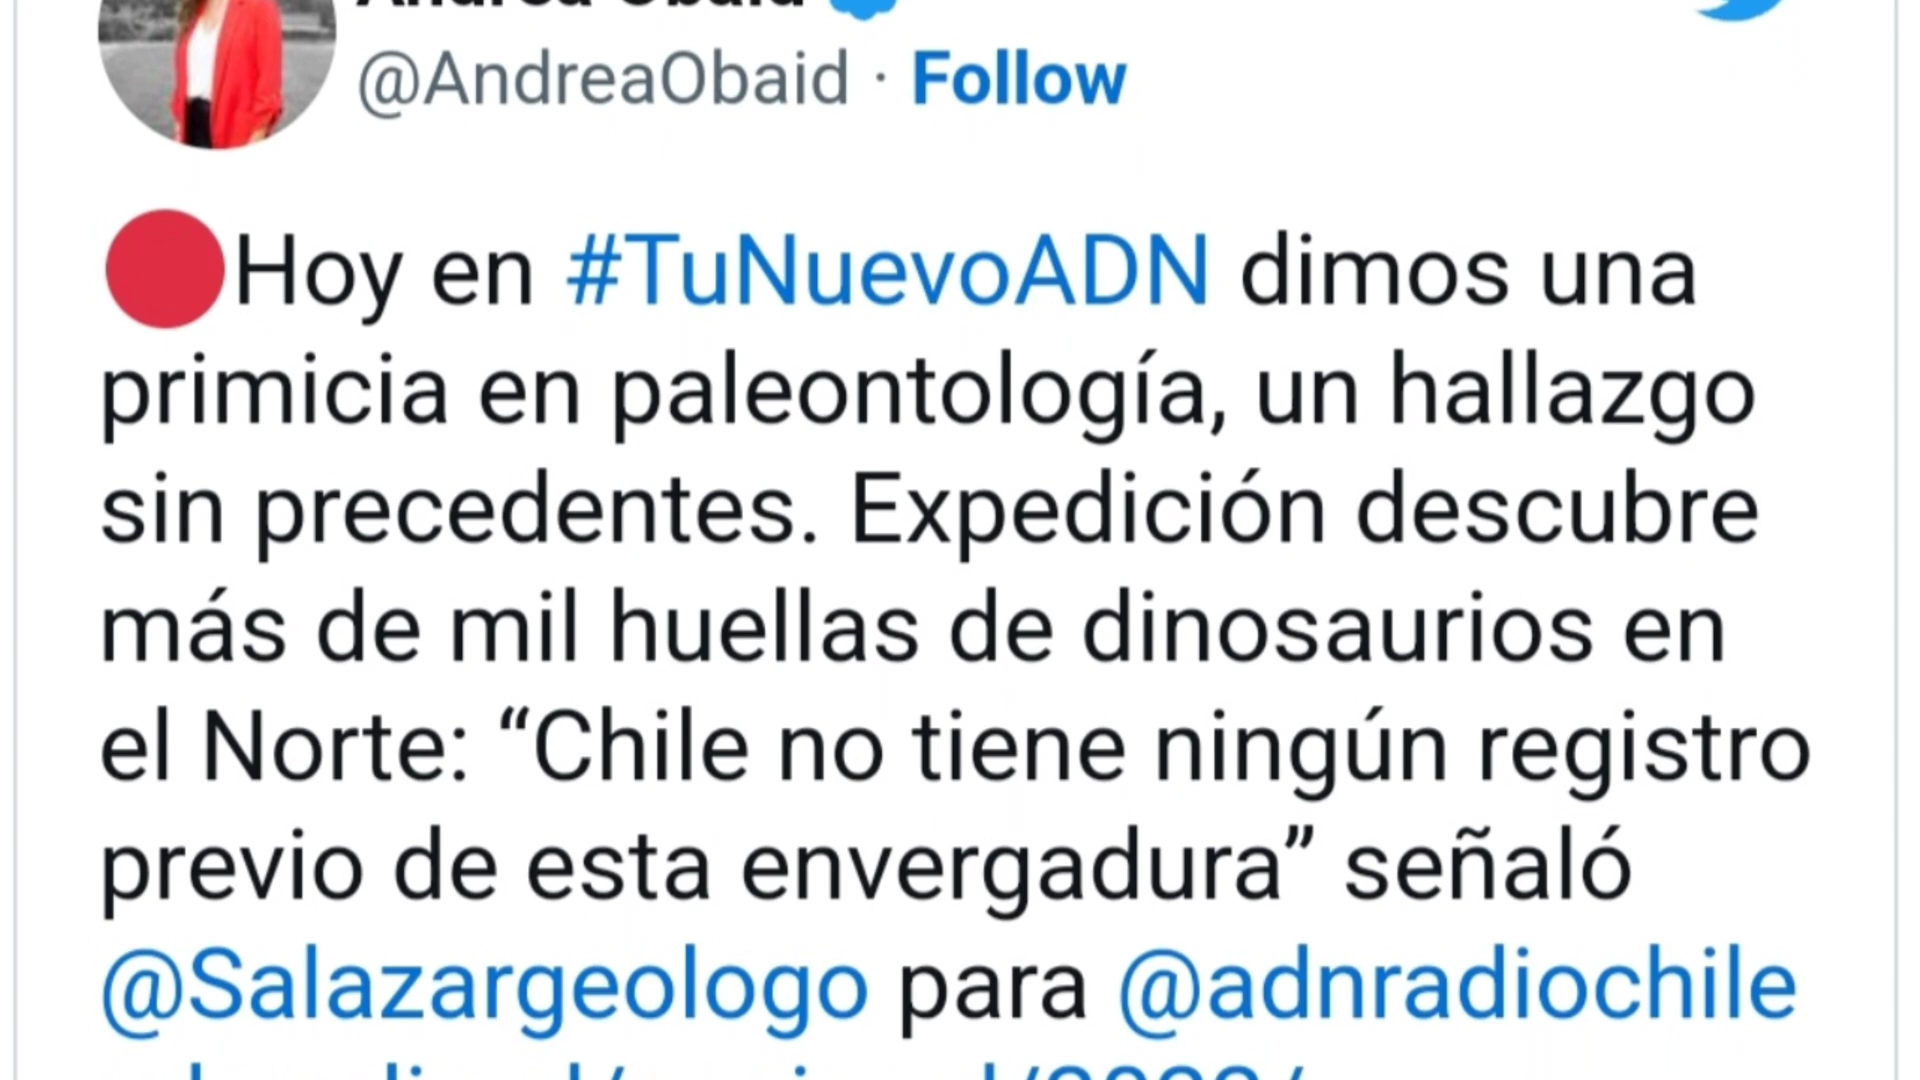 Andrea Obaid
@AndreaObaid · Follow
Hoy en #TuNuevoADN dimos una
primicia en paleontología, un hallazgo
sin precedentes. Expedición descubre
más de mil huellas de dinosaurios en
el Norte: “Chile no tiene ningún registro
previo de esta envergadura” señaló
@Salazargeologo para @adnradiochile